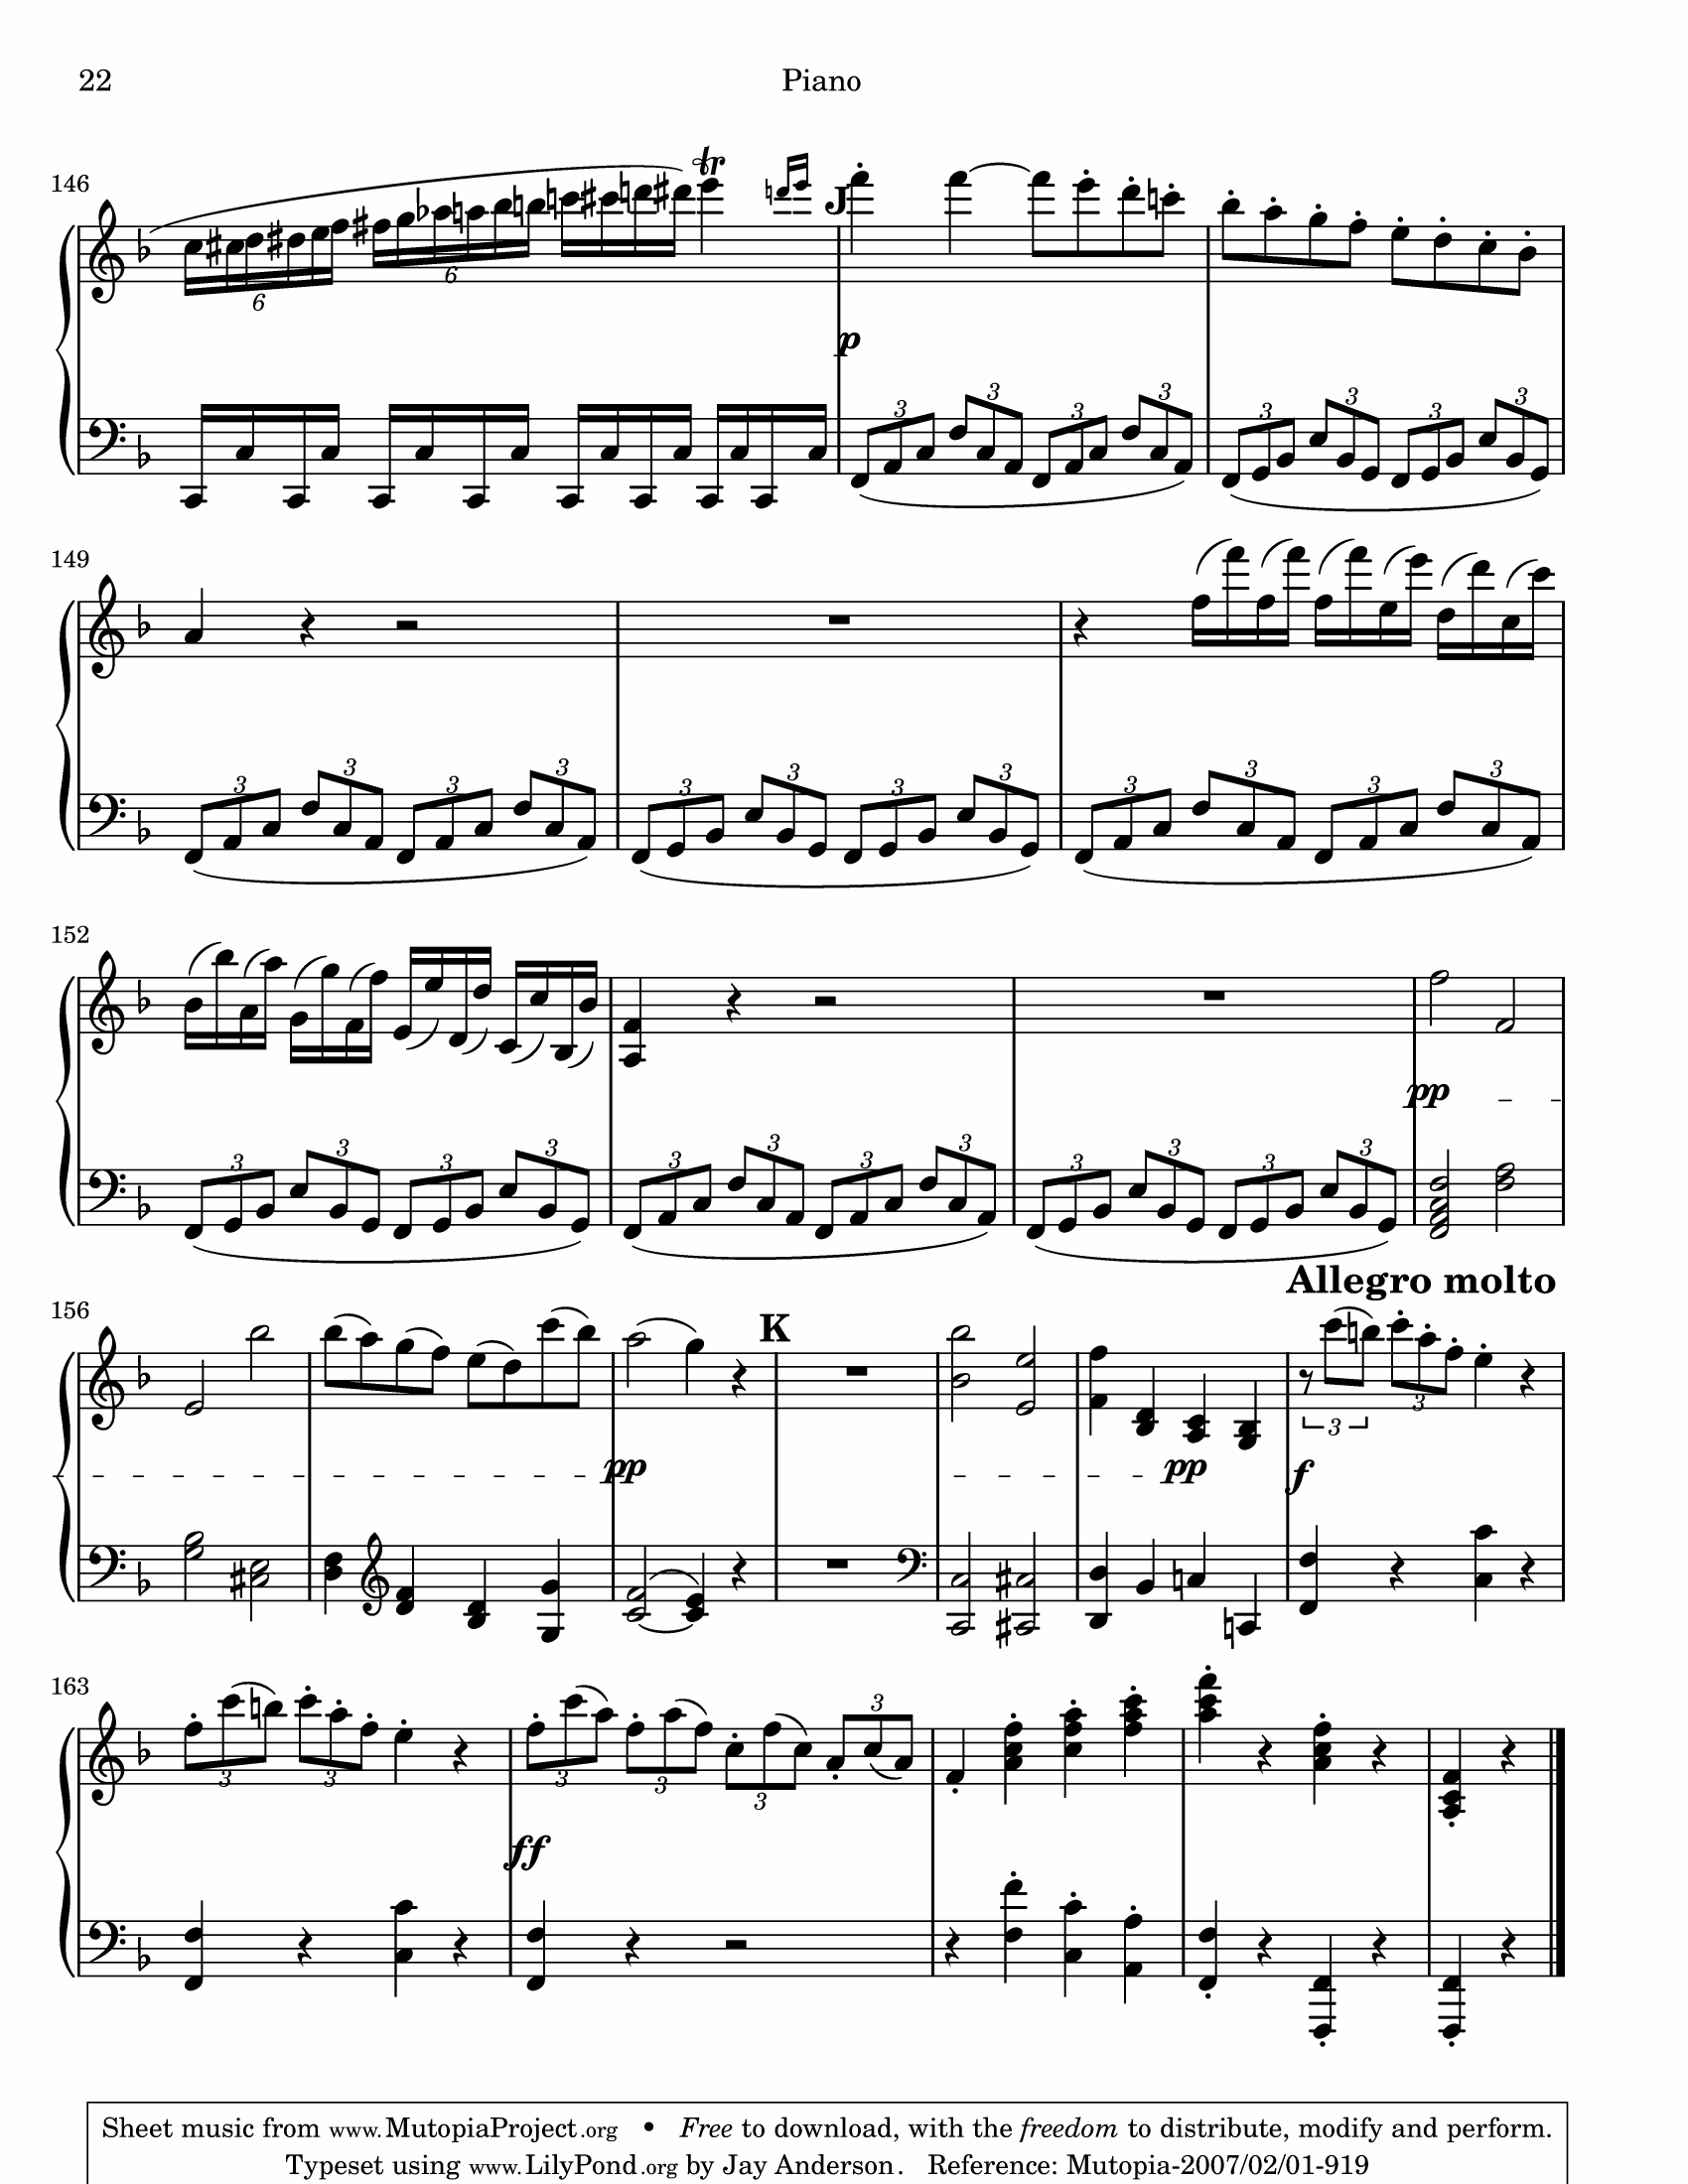 22 Piano
146 6 6 tr J
p
3 3 3 3 3 3 3 3
149
3 3 3 3 3 3 3 3 3 3 3 3
152
pp
3 3 3 3 3 3 3 3 3 3 3 3
Allegro molto
156 K
3 3
pp pp f
163
3 3 3 3 3 3
ff
Sheet music from www.MutopiaProject.org • Free to download, with the freedom to distribute, modify and perform.
Typeset using www.LilyPond.org by Jay Anderson. Reference: Mutopia-2007/02/01-919